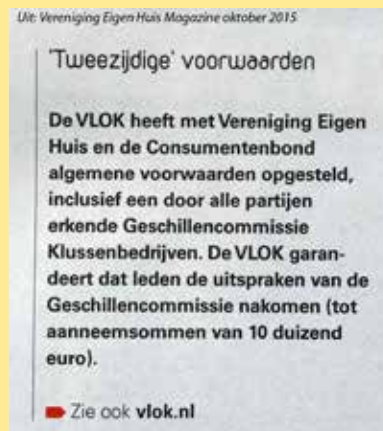 Uit: Vereniging Eigen Huis Magazine oktober 2015
'Tweezijdige' voorwaarden
De VLOK heeft met Vereniging Eigen
Huis en de Consumentenbond
algemene voorwaarden opgesteld,
inclusief een door alle partijen
erkende Geschillencommissie
Klussenbedrijven. De VLOK garan-
deert dat leden de uitspraken van de
Geschillencommissie nakomen (tot
aanneemsommen van 10 duizend
euro).
Zie ook vlok.nl